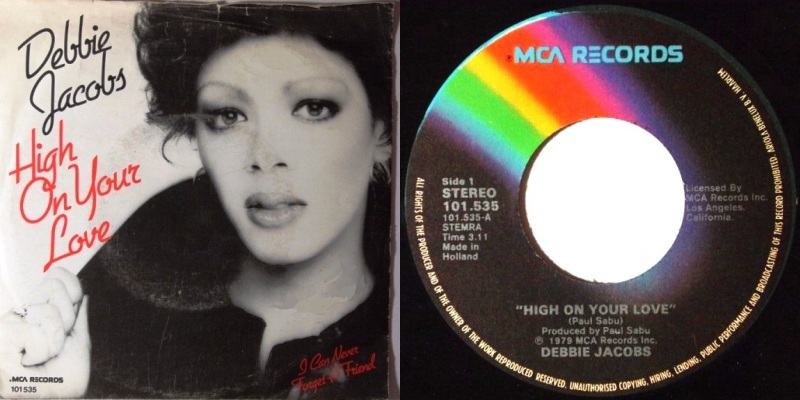 Debbie
Jacobs
High
On Your
Love
I Can Never
Forget A Friend
MCA RECORDS
101535
MCA RECORDS
Side 1
STEREO
101.535
101.535-A
STEMRA
Time 3.11
Made in
Holland
Licensed By
MCA Records Inc.
Los Angeles,
California.
"HIGH ON YOUR LOVE"
(Paul Sabu)
Produced by Paul Sabu
℗ 1979 MCA Records Inc.
DEBBIE JACOBS
ALL RIGHTS OF THE PRODUCER AND OF THE OWNER OF THE WORK REPRODUCED RESERVED. UNAUTHORISED COPYING, HIRING, LENDING, PUBLIC PERFORMANCE AND BROADCASTING OF THIS RECORD PROHIBITED. ARIOLA BENELUX B.V. HAARLEM